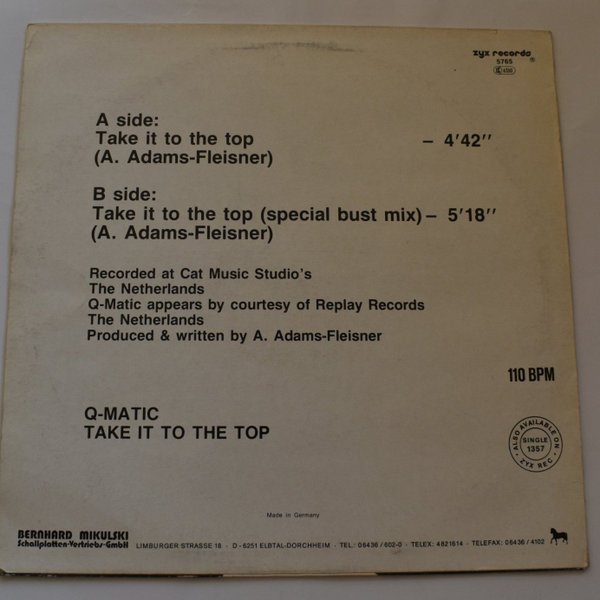 zyx records ®
5765
A side:
Take it to the top – 4'42''
(A. Adams-Fleisner)
B side:
Take it to the top (special bust mix) – 5'18''
(A. Adams-Fleisner)
Recorded at Cat Music Studio's
The Netherlands
Q-Matic appears by courtesy of Replay Records
The Netherlands
Produced & written by A. Adams-Fleisner
110 BPM
Q-MATIC
TAKE IT TO THE TOP
• ALSO AVAILABLE ON •
SINGLE
1357
ZYX REC
Made in Germany
BERNHARD MIKULSKI
Schallplatten-Vertriebs-GmbH LIMBURGER STRASSE 18 · D-6251 ELBTAL-DORCHHEIM · TEL.: 06436 / 602-0 · TELEX: 4821614 · TELEFAX: 06436 / 4102